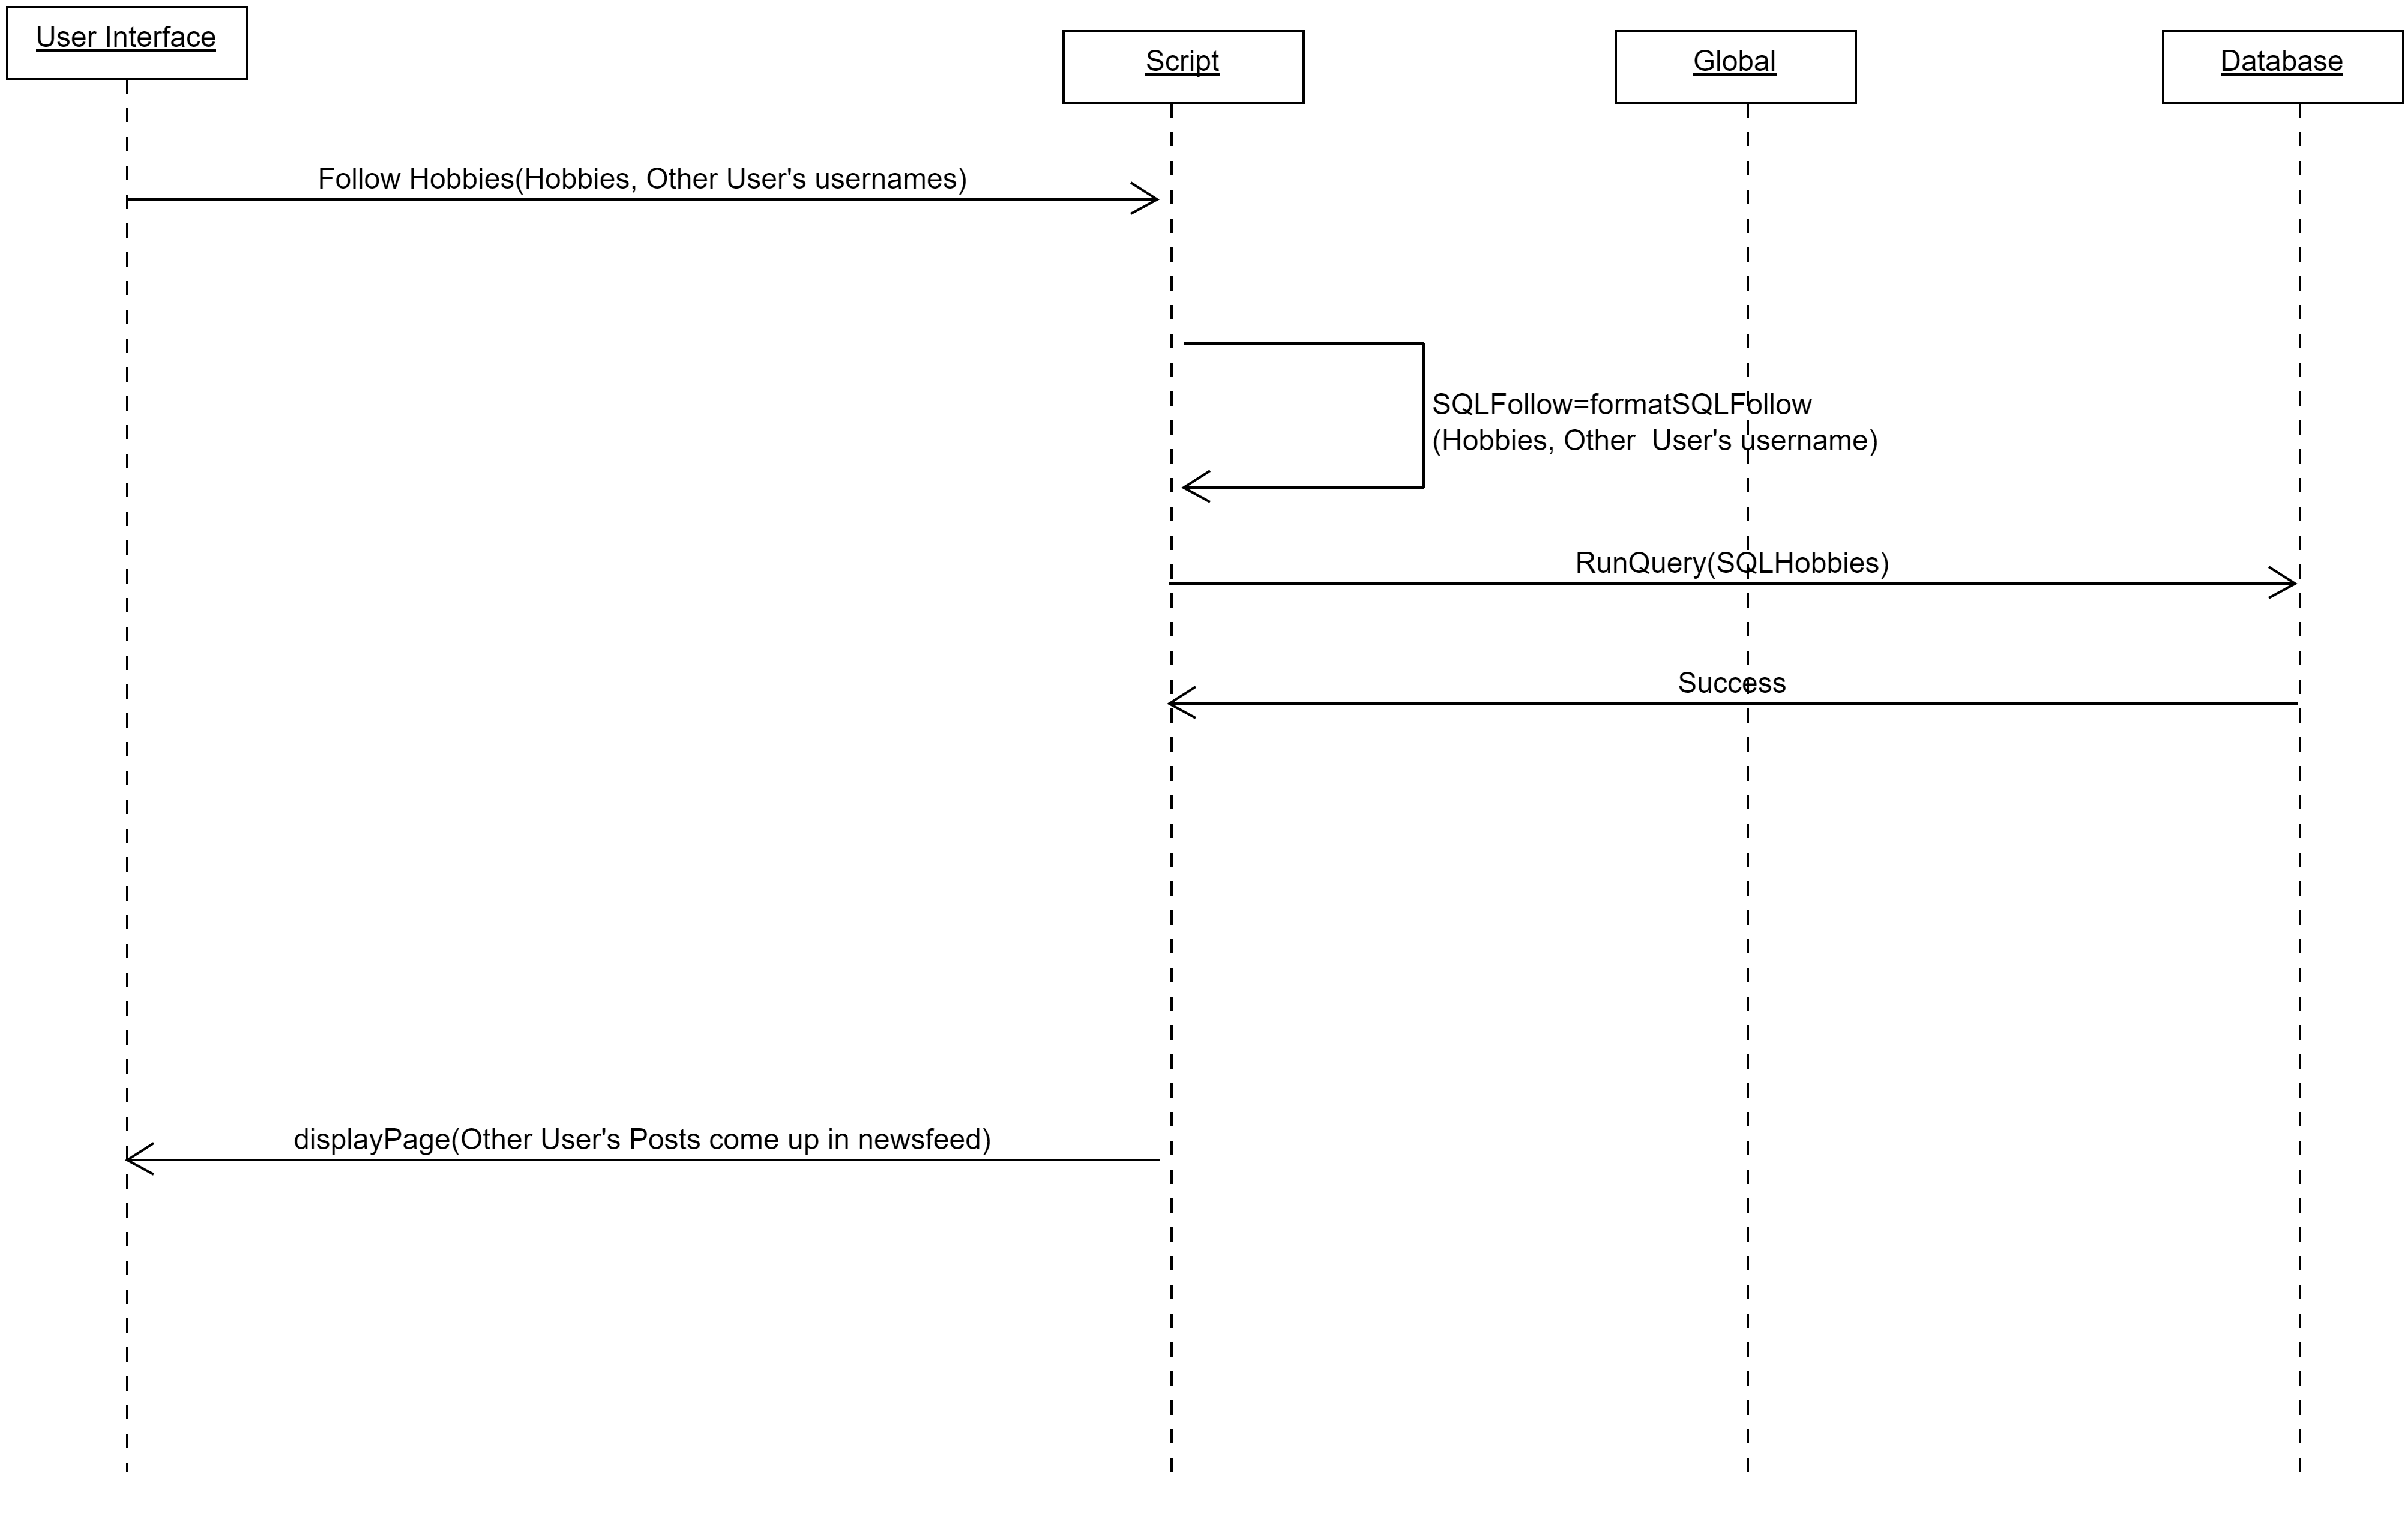 User Interface
Script
Global
Database
Follow Hobbies(Hobbies, Other User's usernames)
SQLFollow=formatSQLFollow
(Hobbies, Other  User's username)
RunQuery(SQLHobbies)
Success
displayPage(Other User's Posts come up in newsfeed)